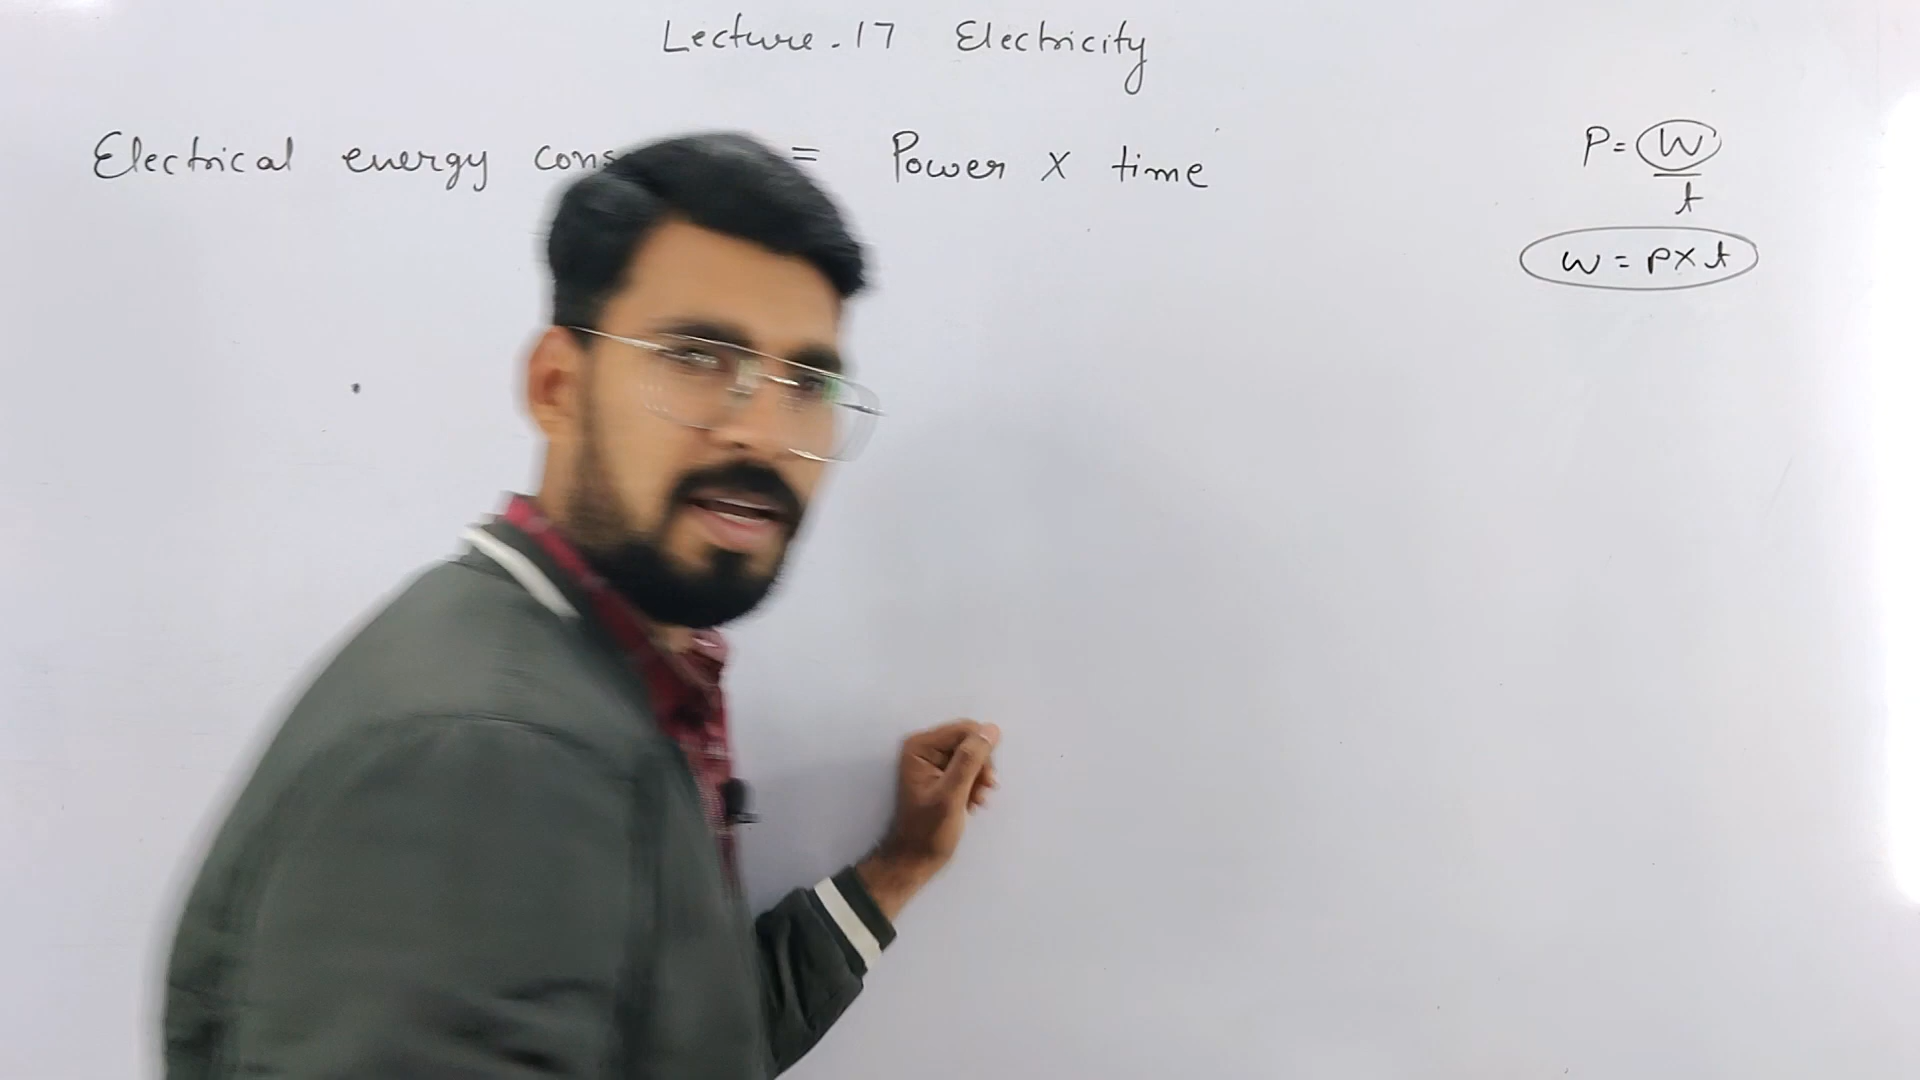 Lecture.17 Electricity
Electrical energy cons = Power X time
P = W
t
W = P X t